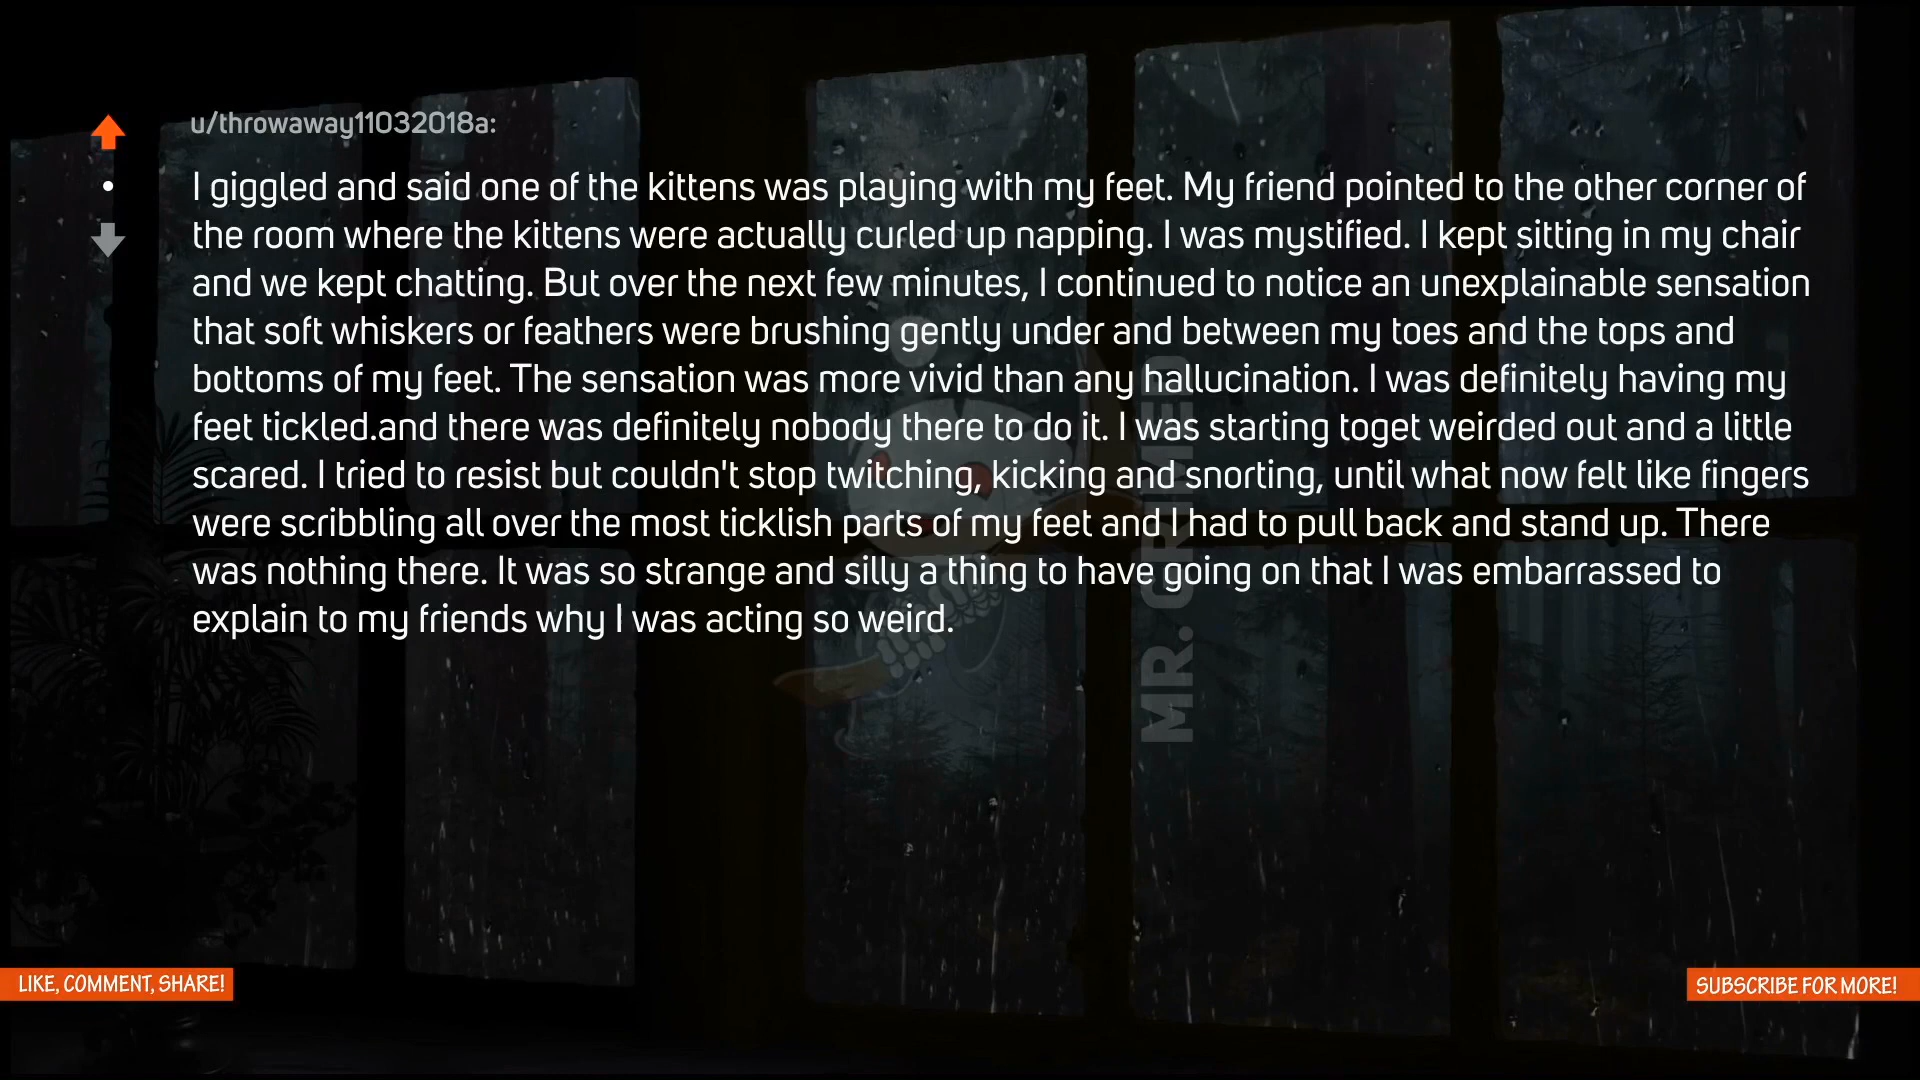 u/throwaway11032018a:
I giggled and said one of the kittens was playing with my feet. My friend pointed to the other corner of
the room where the kittens were actually curled up napping. I was mystified. I kept sitting in my chair
and we kept chatting. But over the next few minutes, I continued to notice an unexplainable sensation
that soft whiskers or feathers were brushing gently under and between my toes and the tops and
bottoms of my feet. The sensation was more vivid than any hallucination. I was definitely having my
feet tickled.and there was definitely nobody there to do it. I was starting toget weirded out and a little
scared. I tried to resist but couldn't stop twitching, kicking and snorting, until what now felt like fingers
were scribbling all over the most ticklish parts of my feet and I had to pull back and stand up. There
was nothing there. It was so strange and silly a thing to have going on that I was embarrassed to
explain to my friends why I was acting so weird.
MR. GRIMED
LIKE, COMMENT, SHARE!
SUBSCRIBE FOR MORE!